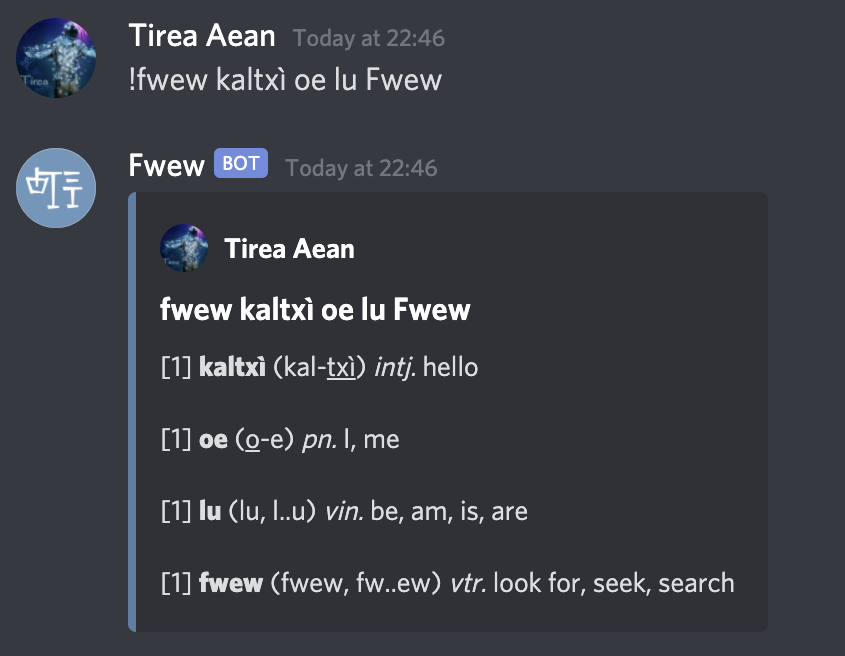 Tirea Aean Today at 22:46
!fwew kaltxì oe lu Fwew
Fwew BOT Today at 22:46
Tirea Aean
fwew kaltxì oe lu Fwew
[1] kaltxì (kal-txì) intj. hello
[1] oe (o-e) pn. I, me
[1] lu (lu, l..u) vin. be, am, is, are
[1] fwew (fwew, fw..ew) vtr. look for, seek, search